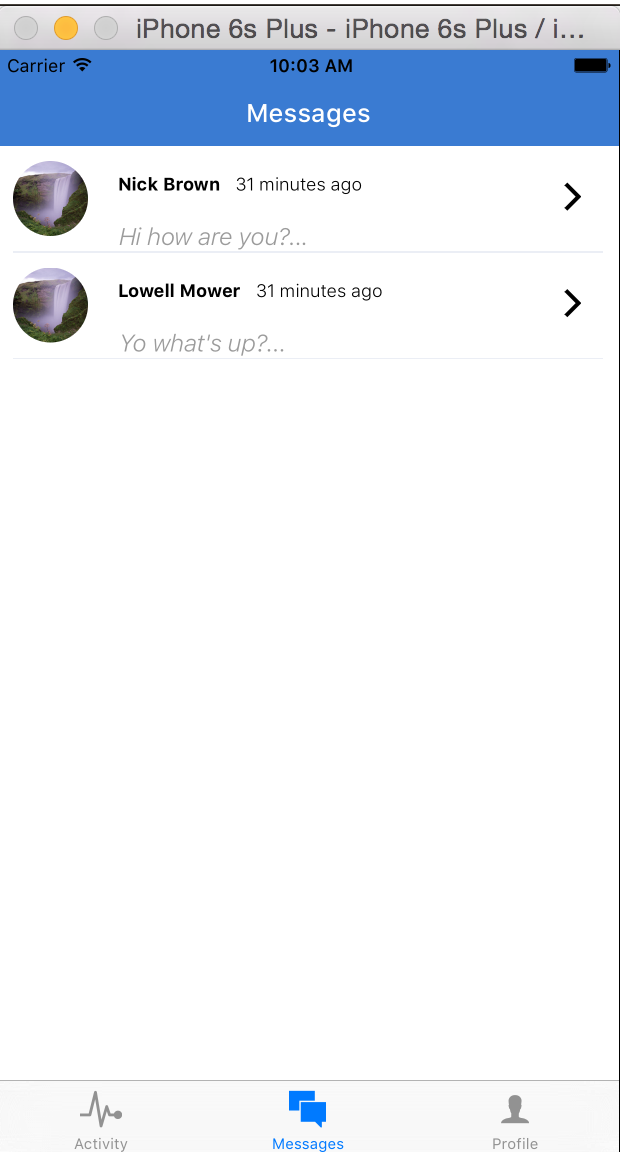 iPhone 6s Plus - iPhone 6s Plus / i...
Carrier 10:03 AM
Messages
Nick Brown 31 minutes ago
Hi how are you?...
Lowell Mower 31 minutes ago
Yo what's up?...
Activity Messages Profile